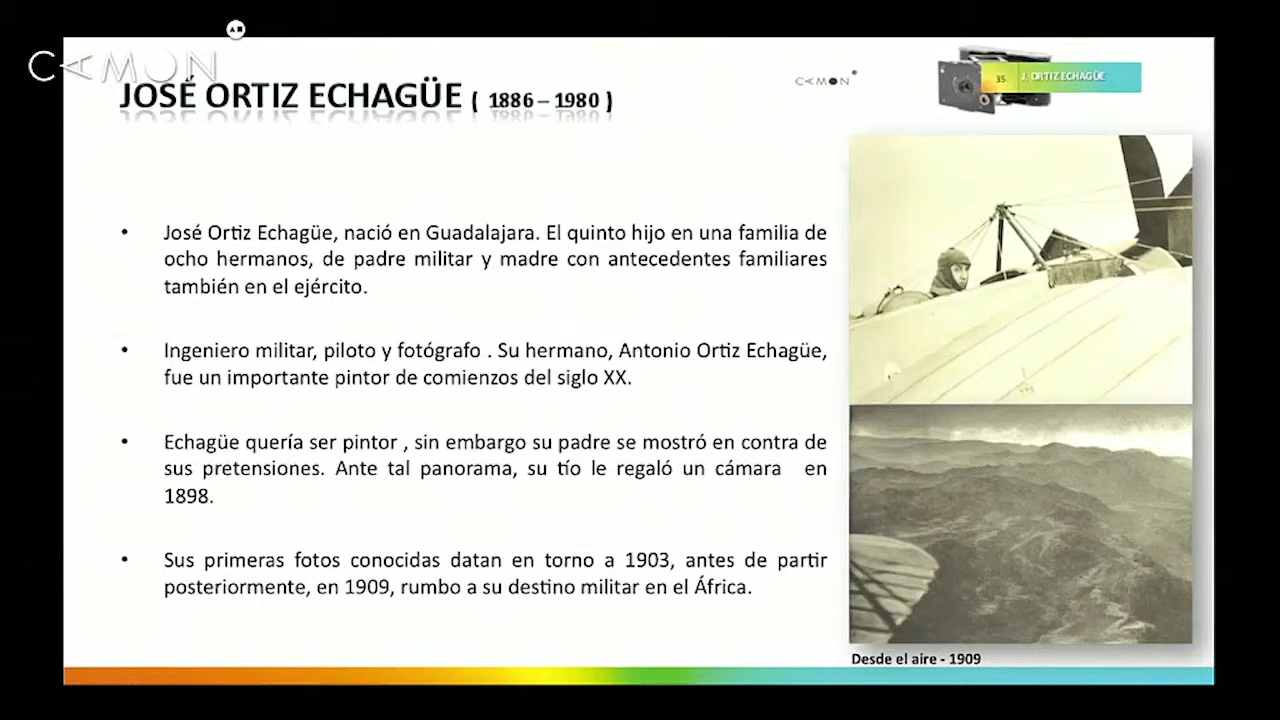 CAMON
JOSÉ ORTIZ ECHAGÜE ( 1886 – 1980 )
CAMON
35
J. ORTIZ ECHAGÜE
• José Ortiz Echagüe, nació en Guadalajara. El quinto hijo en una familia de
ocho hermanos, de padre militar y madre con antecedentes familiares
también en el ejército.
• Ingeniero militar, piloto y fotógrafo . Su hermano, Antonio Ortiz Echagüe,
fue un importante pintor de comienzos del siglo XX.
• Echagüe quería ser pintor , sin embargo su padre se mostró en contra de
sus pretensiones. Ante tal panorama, su tío le regaló un cámara en
1898.
• Sus primeras fotos conocidas datan en torno a 1903, antes de partir
posteriormente, en 1909, rumbo a su destino militar en el África.
Desde el aire - 1909